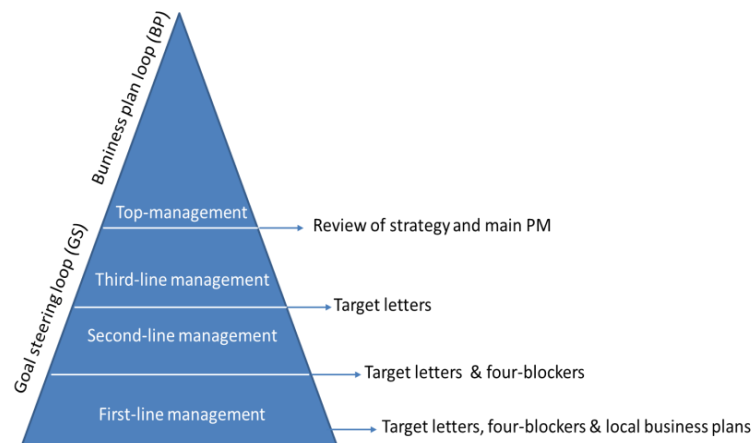 Buniness plan loop (BP)
Goal steering loop (GS)
Top-management
Review of strategy and main PM
Third-line management
Target letters
Second-line management
Target letters & four-blockers
First-line management
Target letters, four-blockers & local business plans